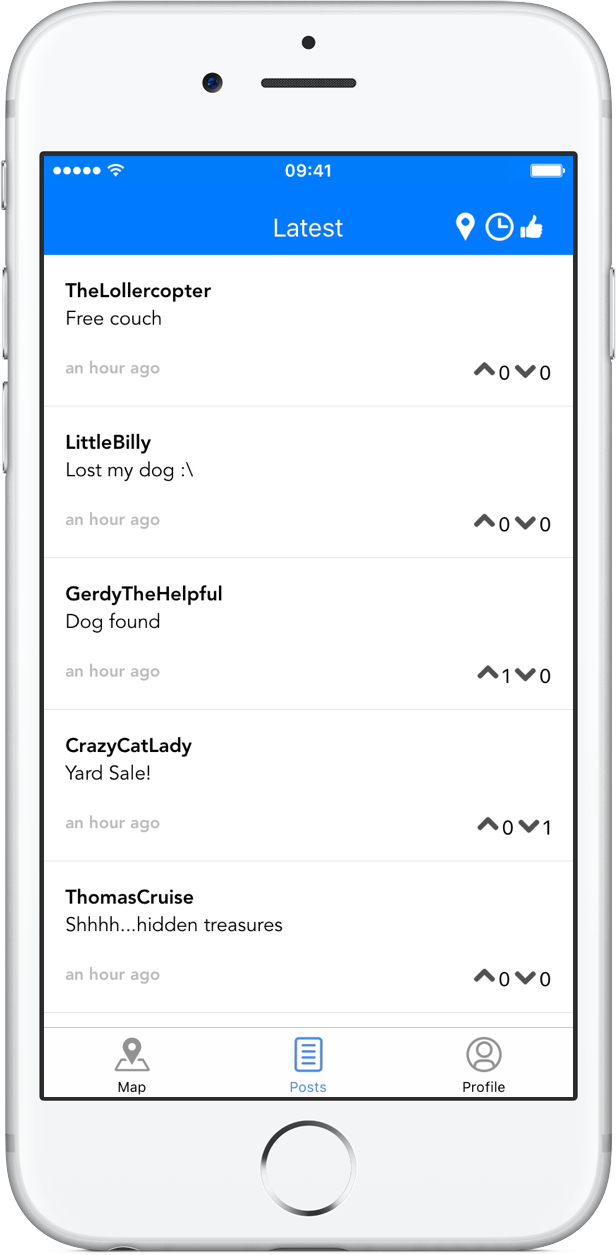 09:41
Latest
TheLollercopter
Free couch
an hour ago 0 0
LittleBilly
Lost my dog :\
an hour ago 0 0
GerdyTheHelpful
Dog found
an hour ago 1 0
CrazyCatLady
Yard Sale!
an hour ago 0 1
ThomasCruise
Shhhh...hidden treasures
an hour ago 0 0
Map Posts Profile